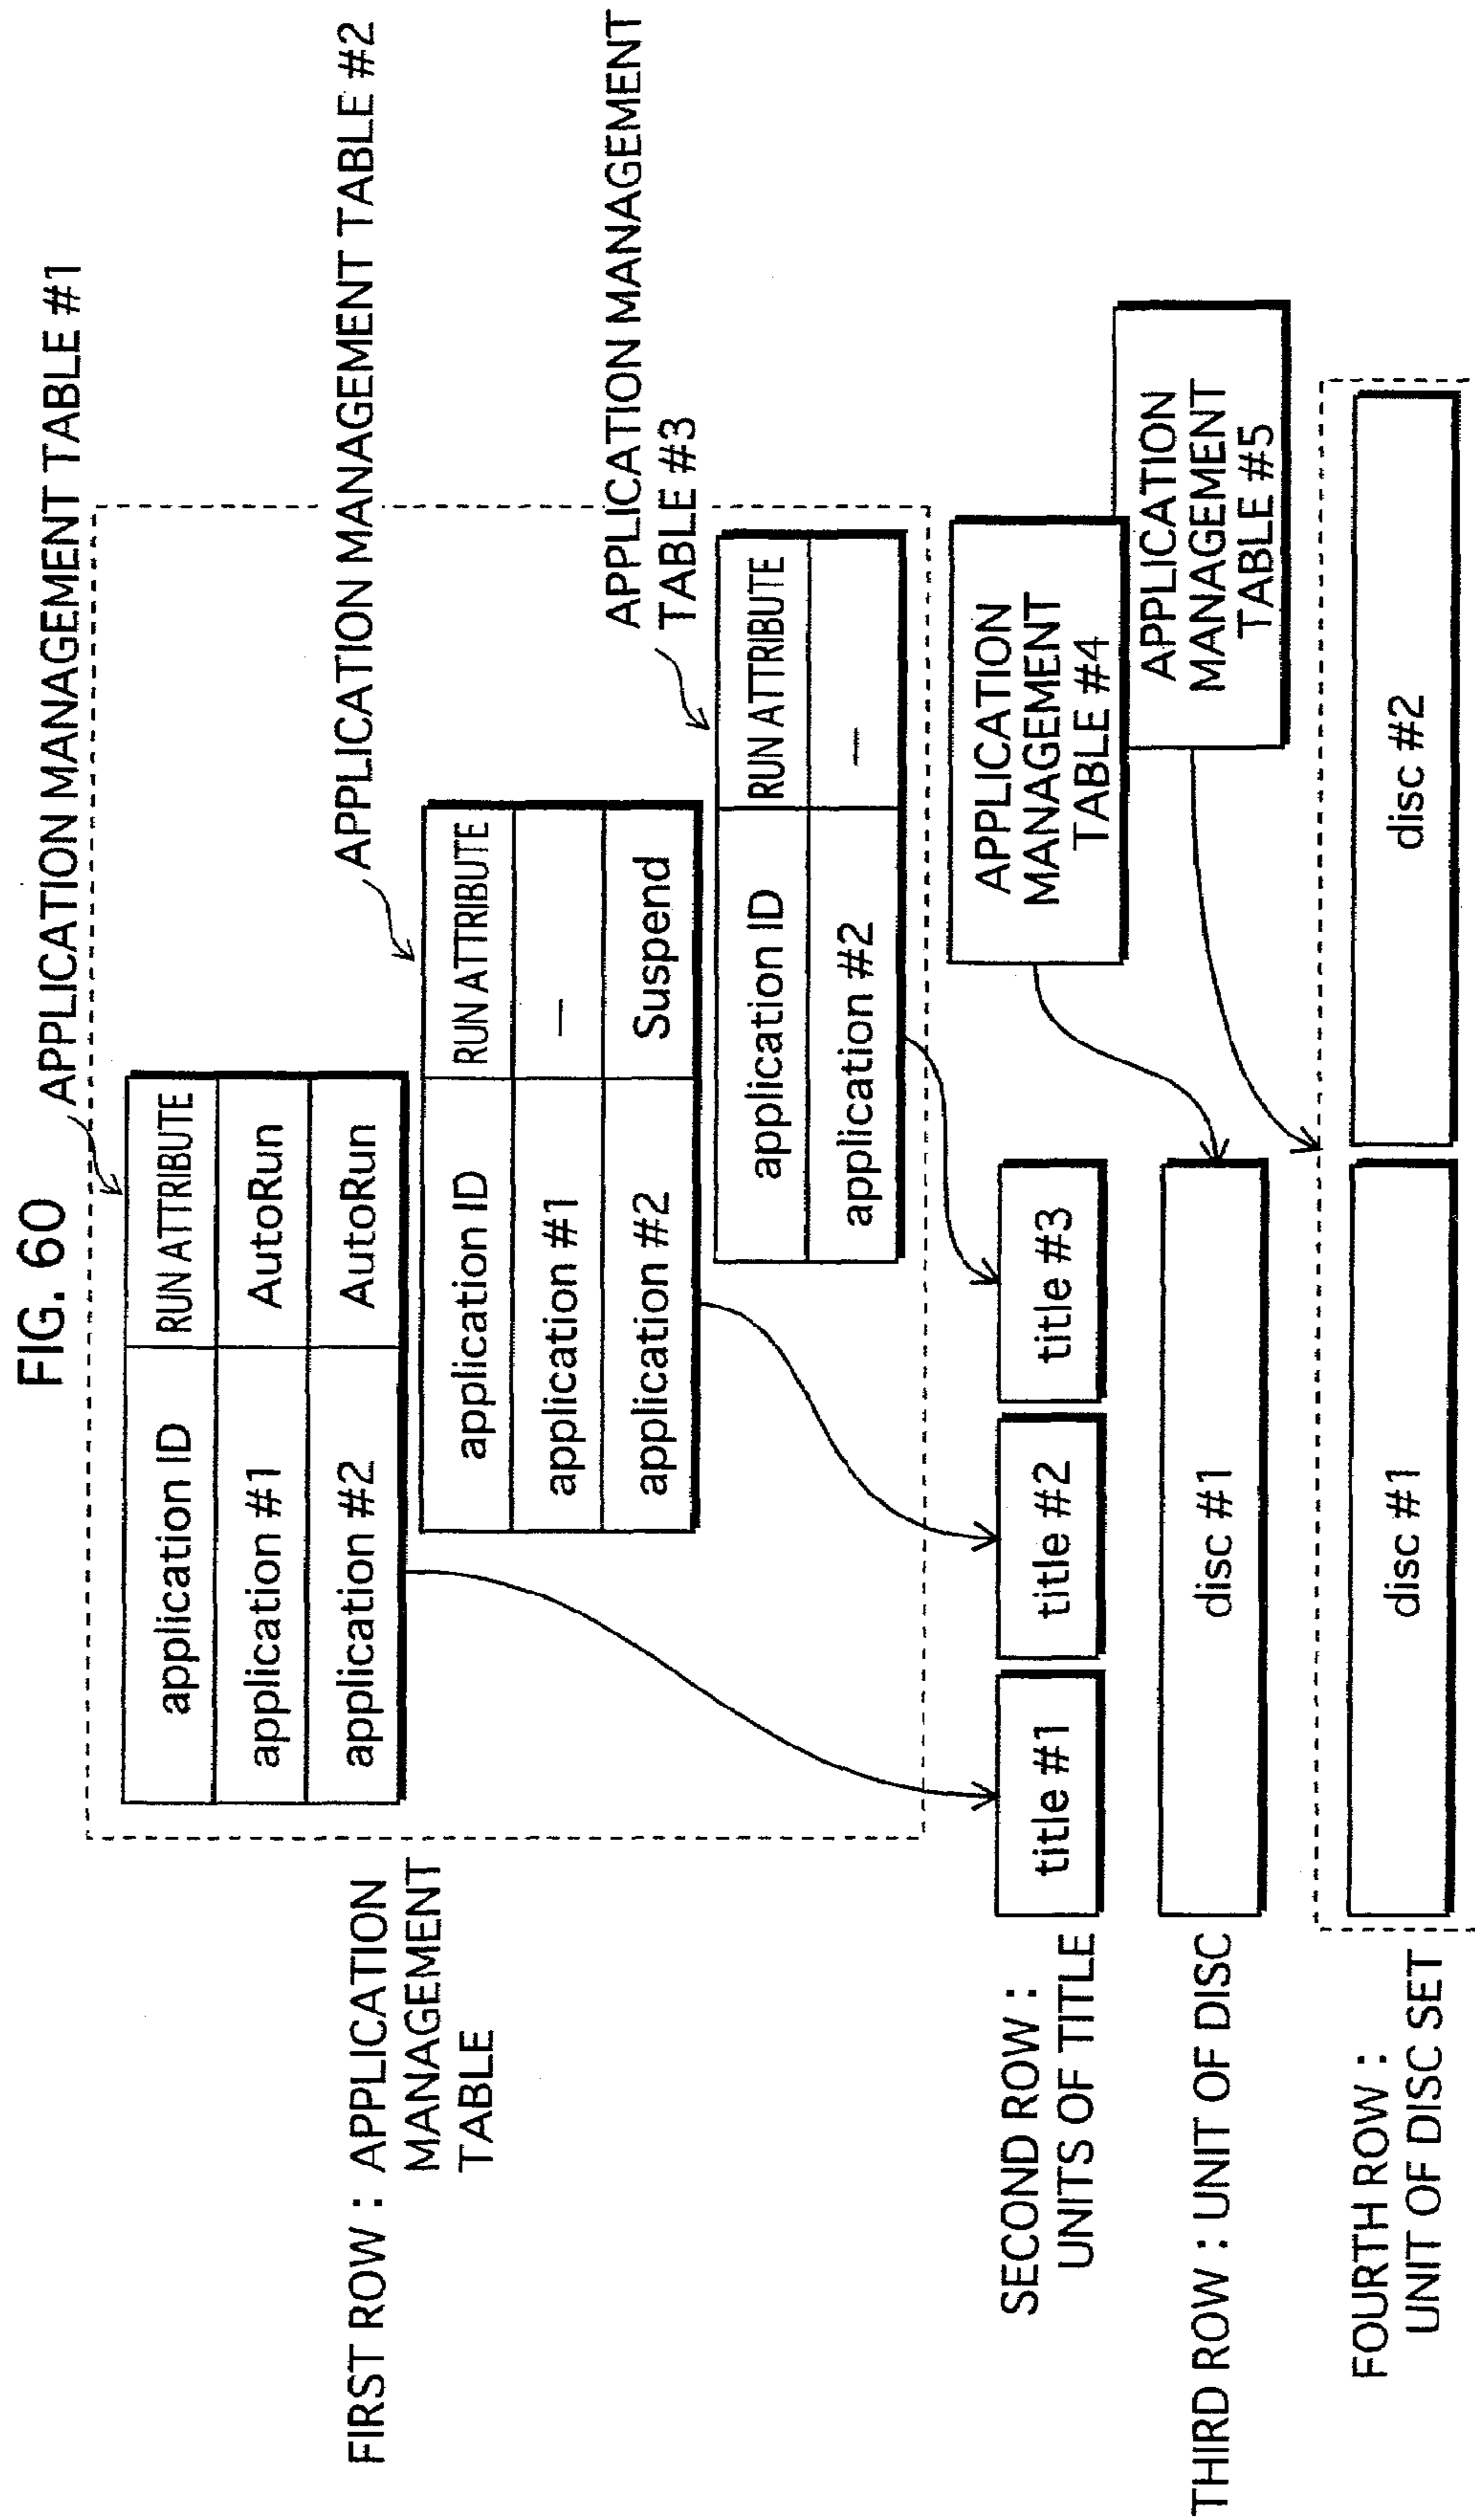 FIG. 60
APPLICATION MANAGEMENT TABLE #1
APPLICATION MANAGEMENT TABLE #2
APPLICATION MANAGEMENT
TABLE #3
FIRST ROW : APPLICATION
MANAGEMENT
TABLE
application ID RUN ATTRIBUTE
application #1 AutoRun
application #2 AutoRun
application ID RUN ATTRIBUTE
application #1 –
application #2 Suspend
application ID RUN ATTRIBUTE
application #2 –
SECOND ROW :
UNITS OF TITLE
title #1 title #2 title #3
APPLICATION
MANAGEMENT
TABLE #4
APPLICATION
MANAGEMENT
TABLE #5
THIRD ROW : UNIT OF DISC
disc #1
FOURTH ROW :
UNIT OF DISC SET
disc #1 disc #2